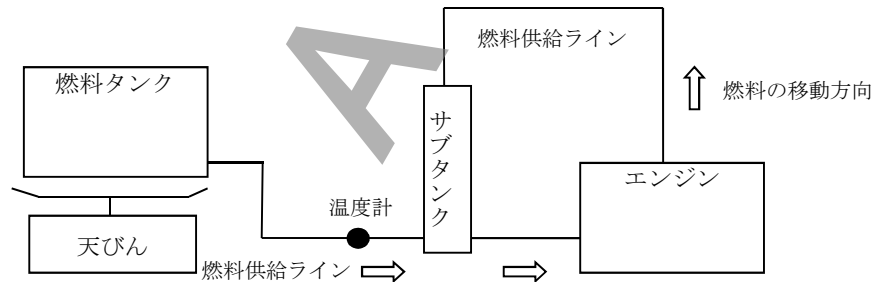 燃料供給ライン
燃料タンク
燃料の移動方向
サブタンク
エンジン
温度計
天びん
燃料供給ライン
A